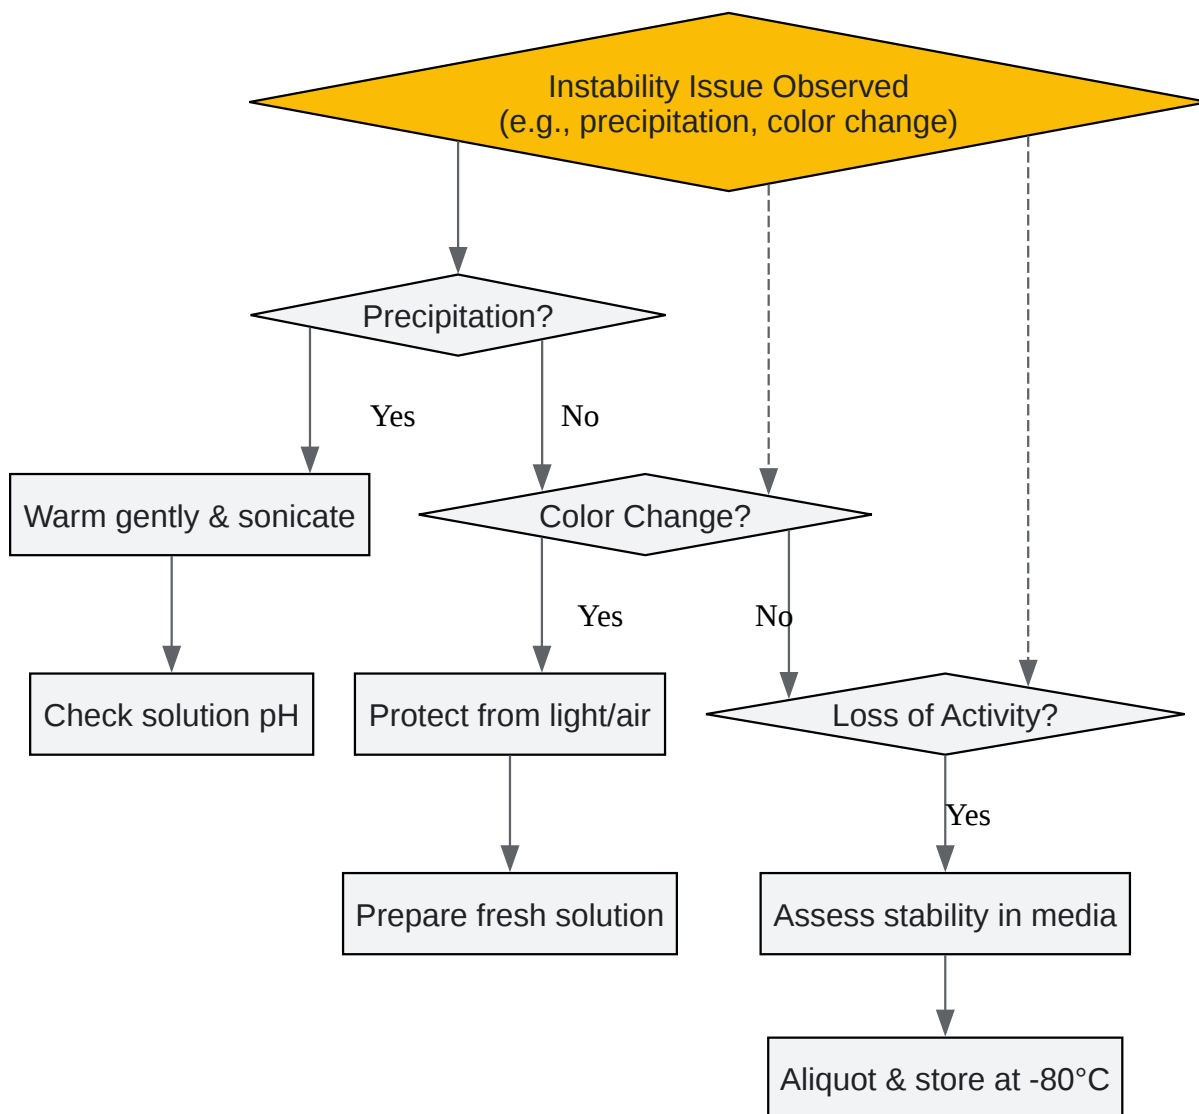 Instability Issue Observed
(e.g., precipitation, color change)
Precipitation?
Yes
No
Warm gently & sonicate
Color Change?
Yes
No
Check solution pH
Protect from light/air
Loss of Activity?
Yes
Prepare fresh solution
Assess stability in media
Aliquot & store at -80°C